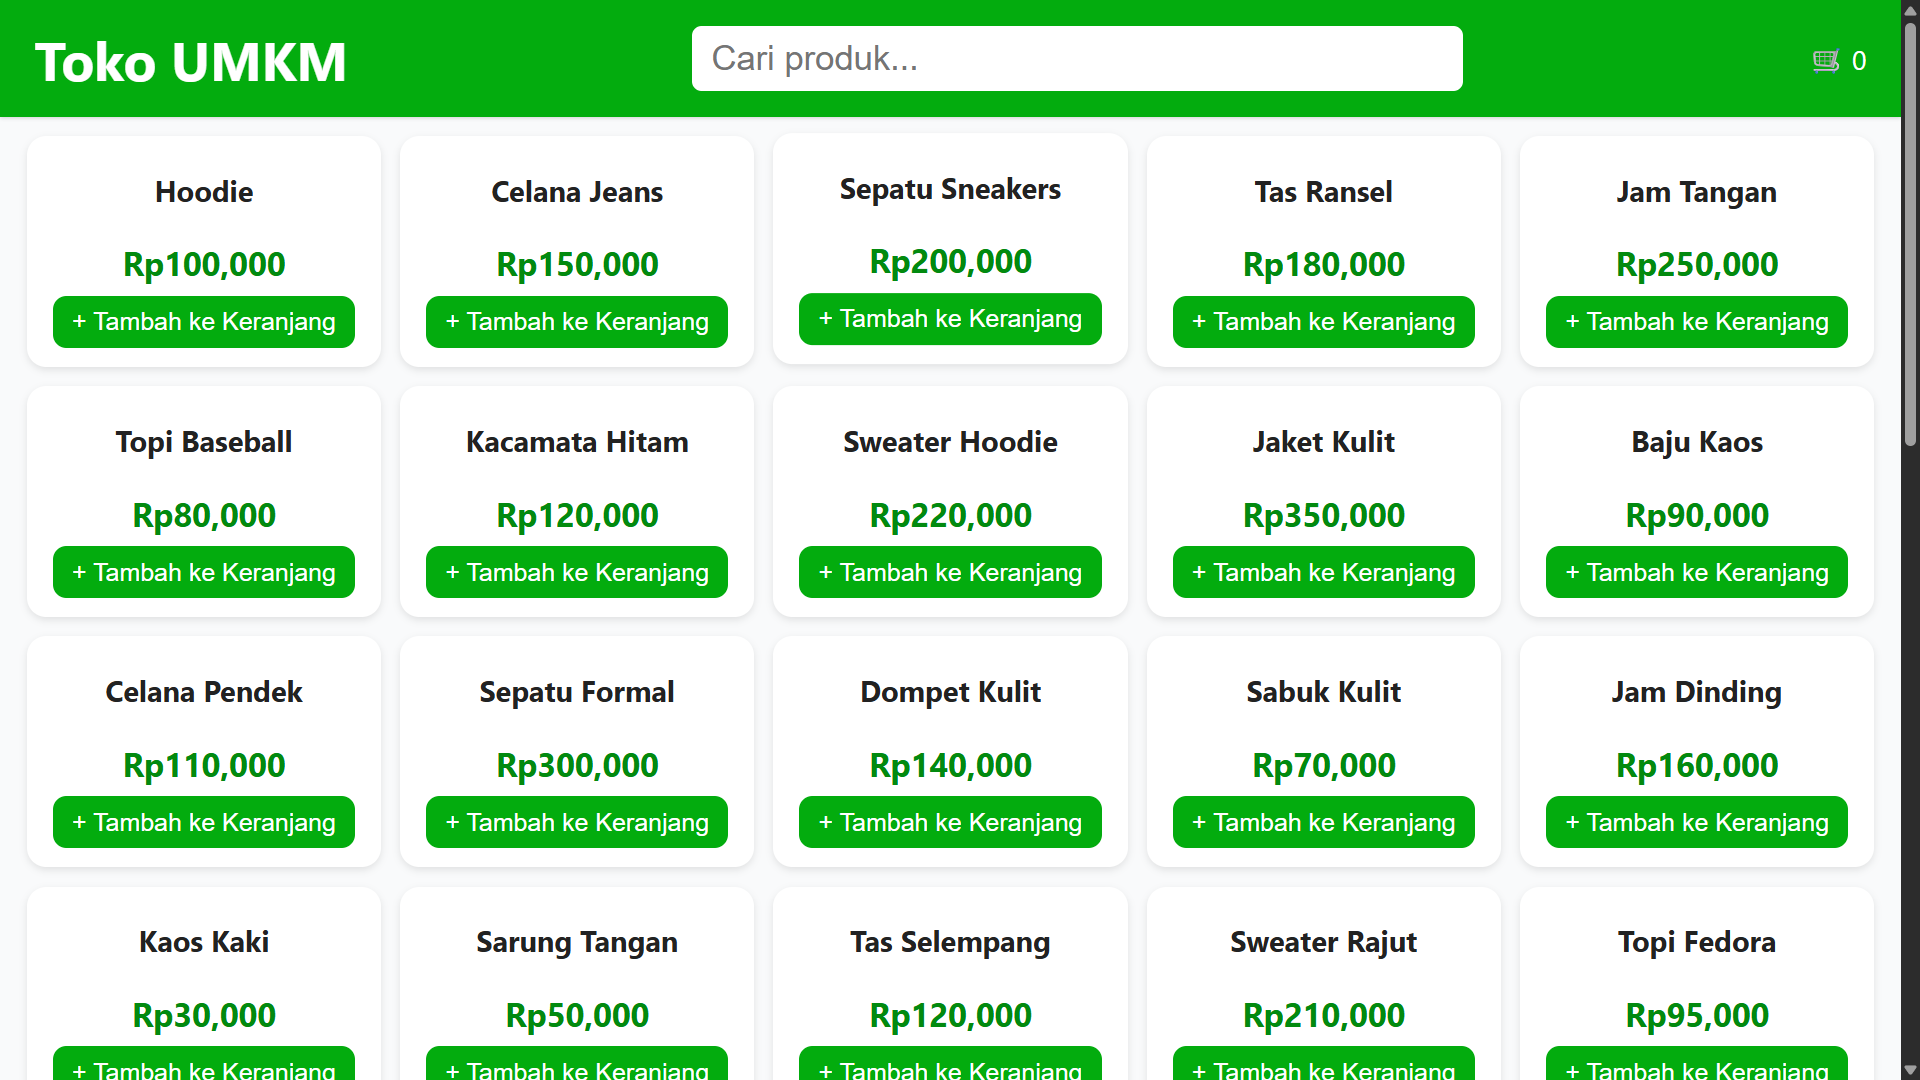 Toko UMKM
Cari produk...
🛒 0
Hoodie
Rp100,000
+ Tambah ke Keranjang
Celana Jeans
Rp150,000
+ Tambah ke Keranjang
Sepatu Sneakers
Rp200,000
+ Tambah ke Keranjang
Tas Ransel
Rp180,000
+ Tambah ke Keranjang
Jam Tangan
Rp250,000
+ Tambah ke Keranjang
Topi Baseball
Rp80,000
+ Tambah ke Keranjang
Kacamata Hitam
Rp120,000
+ Tambah ke Keranjang
Sweater Hoodie
Rp220,000
+ Tambah ke Keranjang
Jaket Kulit
Rp350,000
+ Tambah ke Keranjang
Baju Kaos
Rp90,000
+ Tambah ke Keranjang
Celana Pendek
Rp110,000
+ Tambah ke Keranjang
Sepatu Formal
Rp300,000
+ Tambah ke Keranjang
Dompet Kulit
Rp140,000
+ Tambah ke Keranjang
Sabuk Kulit
Rp70,000
+ Tambah ke Keranjang
Jam Dinding
Rp160,000
+ Tambah ke Keranjang
Kaos Kaki
Rp30,000
+ Tambah ke Keranjang
Sarung Tangan
Rp50,000
+ Tambah ke Keranjang
Tas Selempang
Rp120,000
+ Tambah ke Keranjang
Sweater Rajut
Rp210,000
+ Tambah ke Keranjang
Topi Fedora
Rp95,000
+ Tambah ke Keranjang